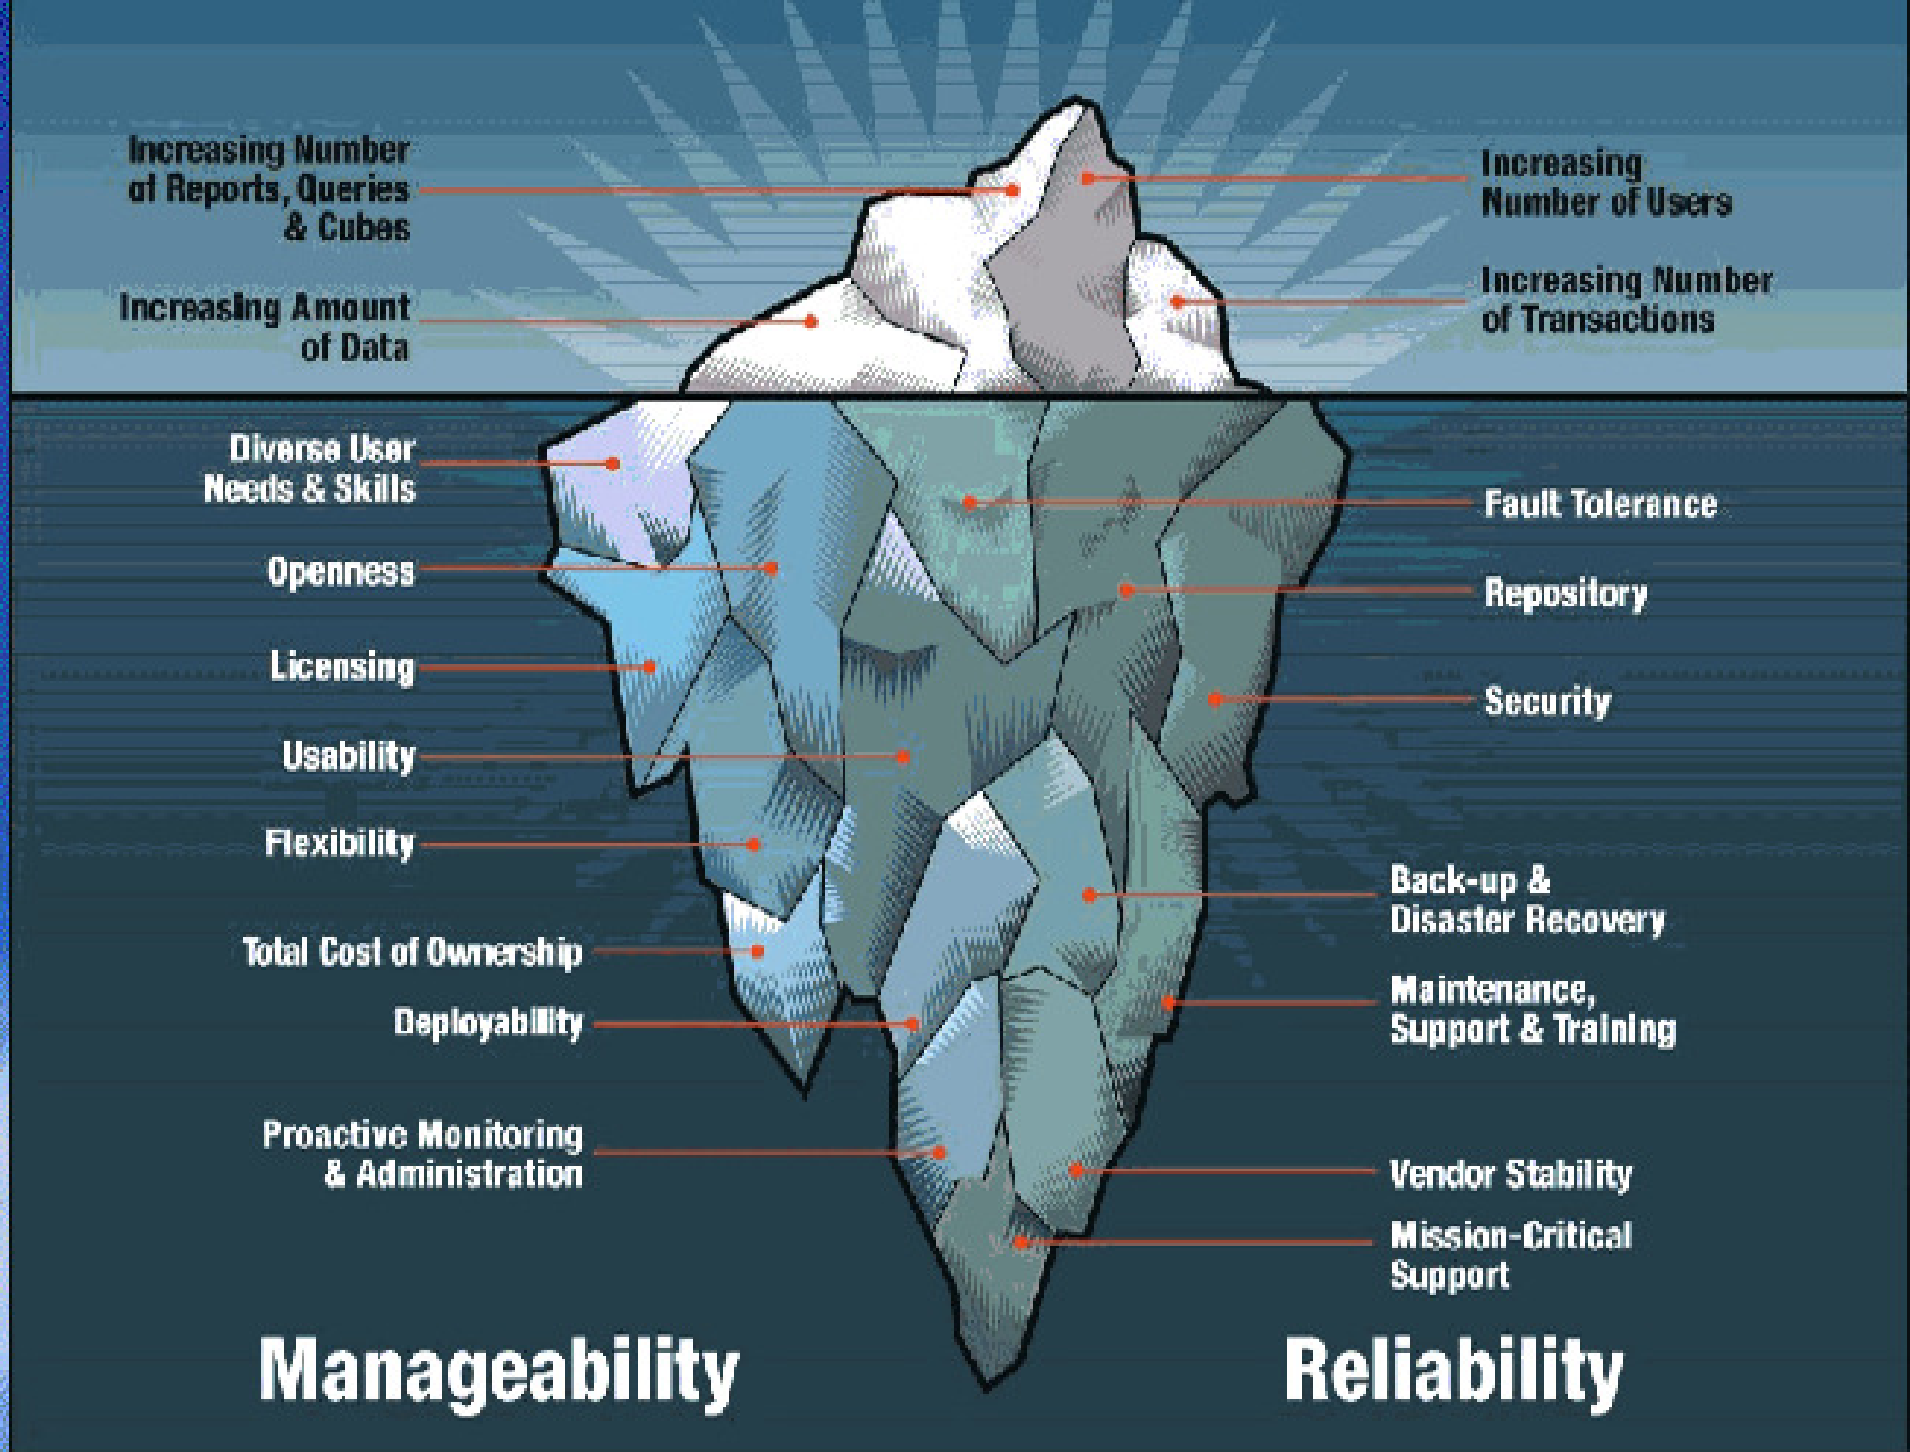 Increasing Number
of Reports, Queries
& Cubes
Increasing Amount
of Data
Increasing
Number of Users
Increasing Number
of Transactions
Diverse User
Needs & Skills
Openness
Licensing
Usability
Flexibility
Total Cost of Ownership
Deployability
Proactive Monitoring
& Administration
Fault Tolerance
Repository
Security
Back-up &
Disaster Recovery
Maintenance,
Support & Training
Vendor Stability
Mission-Critical
Support
Manageability
Reliability